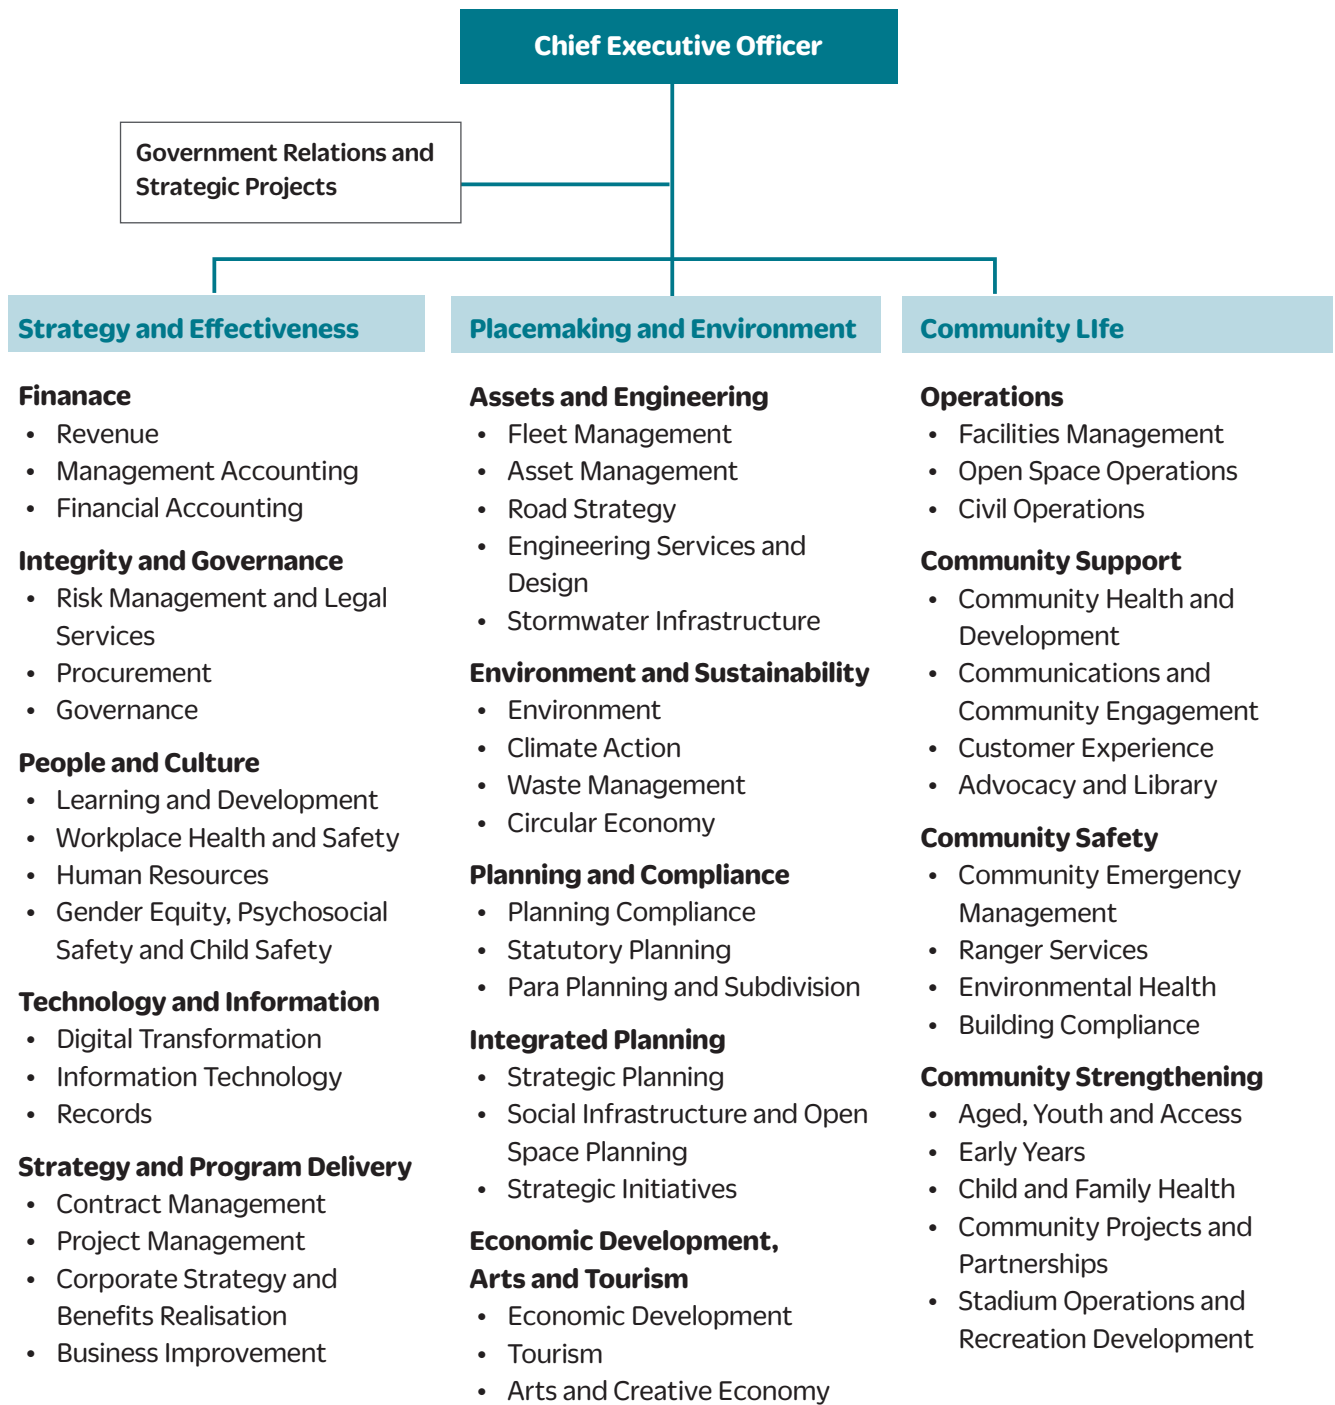 Chief Executive Officer
Government Relations and
Strategic Projects
Strategy and Effectiveness
Finanace
• Revenue
• Management Accounting
• Financial Accounting
Integrity and Governance
• Risk Management and Legal
Services
• Procurement
• Governance
People and Culture
• Learning and Development
• Workplace Health and Safety
• Human Resources
• Gender Equity, Psychosocial
Safety and Child Safety
Technology and Information
• Digital Transformation
• Information Technology
• Records
Strategy and Program Delivery
• Contract Management
• Project Management
• Corporate Strategy and
Benefits Realisation
• Business Improvement
Placemaking and Environment
Assets and Engineering
• Fleet Management
• Asset Management
• Road Strategy
• Engineering Services and
Design
• Stormwater Infrastructure
Environment and Sustainability
• Environment
• Climate Action
• Waste Management
• Circular Economy
Planning and Compliance
• Planning Compliance
• Statutory Planning
• Para Planning and Subdivision
Integrated Planning
• Strategic Planning
• Social Infrastructure and Open
Space Planning
• Strategic Initiatives
Economic Development,
Arts and Tourism
• Economic Development
• Tourism
• Arts and Creative Economy
Community LIfe
Operations
• Facilities Management
• Open Space Operations
• Civil Operations
Community Support
• Community Health and
Development
• Communications and
Community Engagement
• Customer Experience
• Advocacy and Library
Community Safety
• Community Emergency
Management
• Ranger Services
• Environmental Health
• Building Compliance
Community Strengthening
• Aged, Youth and Access
• Early Years
• Child and Family Health
• Community Projects and
Partnerships
• Stadium Operations and
Recreation Development